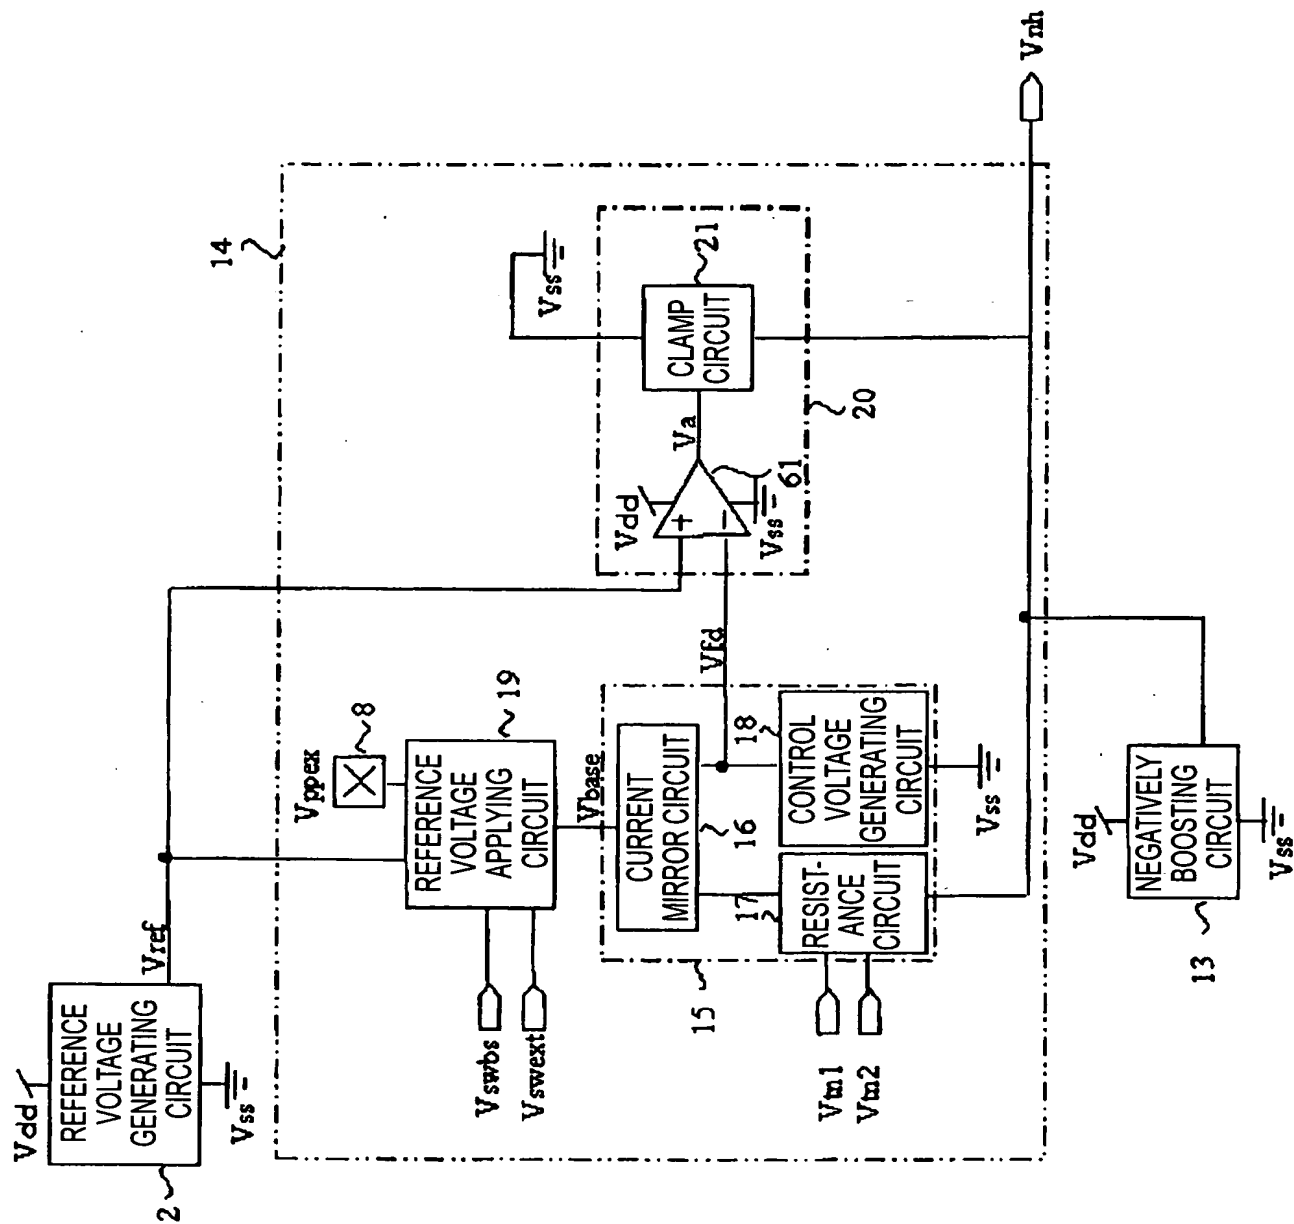 14
Vdd
REFERENCE
VOLTAGE
GENERATING
CIRCUIT
Vss
2
Vref
Vppex
8
REFERENCE
VOLTAGE
APPLYING
CIRCUIT
19
Vswbs
Vswext
Vbase
CURRENT
MIRROR CIRCUIT
16
17
RESIST-
ANCE
CIRCUIT
18
CONTROL
VOLTAGE
GENERATING
CIRCUIT
Vss
15
Vtn1
Vtn2
Vfd
Vdd
+
−
Vss
61
Va
CLAMP
CIRCUIT
21
Vss
20
Vdd
NEGATIVELY
BOOSTING
CIRCUIT
Vss
13
Vnh